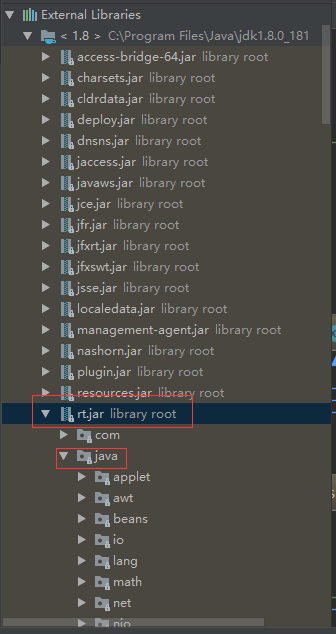 External Libraries
< 1.8 > C:\Program Files\Java\jdk1.8.0_181
access-bridge-64.jar library root
charsets.jar library root
cldrdata.jar library root
deploy.jar library root
dnsns.jar library root
jaccess.jar library root
javaws.jar library root
jce.jar library root
jfr.jar library root
jfxrt.jar library root
jfxswt.jar library root
jsse.jar library root
localedata.jar library root
management-agent.jar library root
nashorn.jar library root
plugin.jar library root
resources.jar library root
rt.jar library root
com
java
applet
awt
beans
io
lang
math
net
nio